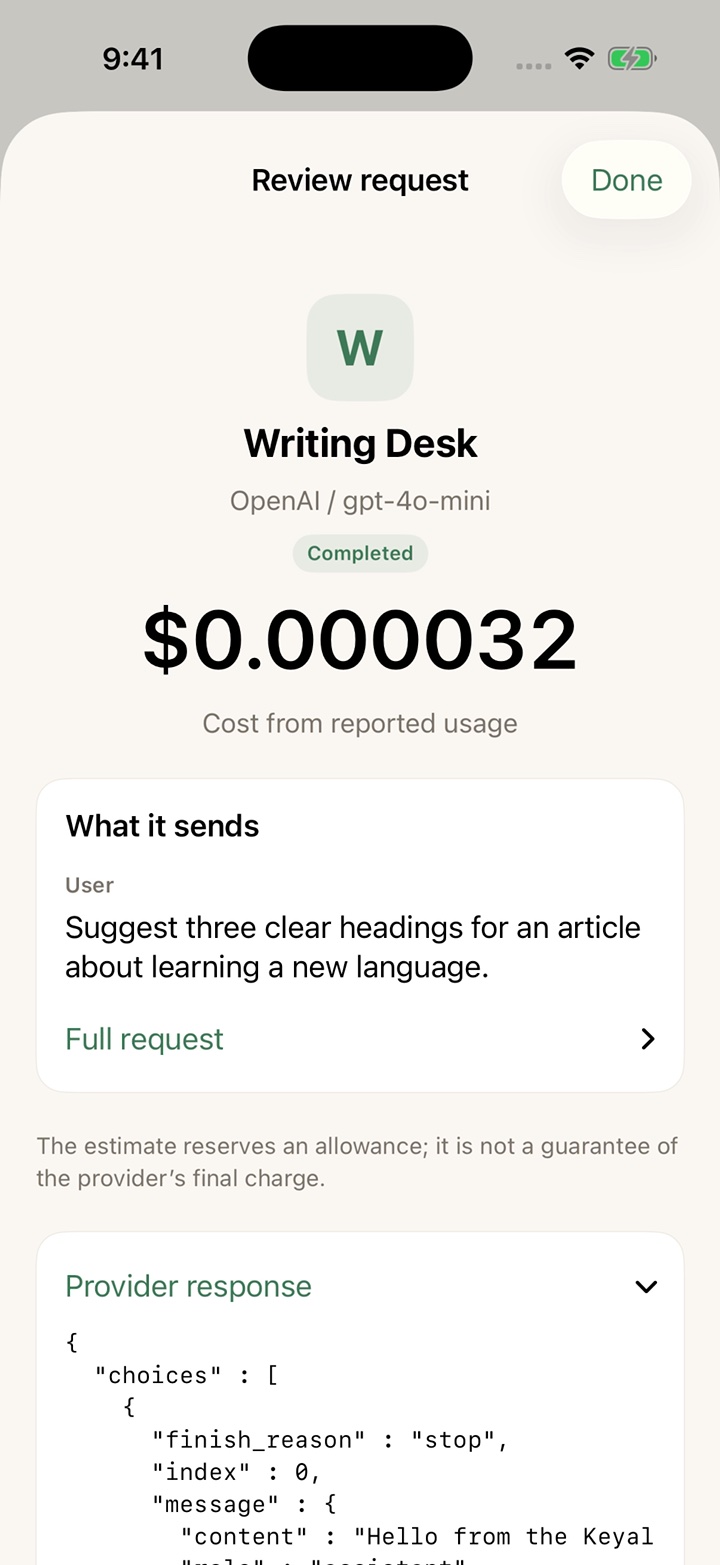 9:41
Review request
Done
W
Writing Desk
OpenAI / gpt-4o-mini
Completed
$0.000032
Cost from reported usage
What it sends
User
Suggest three clear headings for an article
about learning a new language.
Full request
The estimate reserves an allowance; it is not a guarantee of
the provider’s final charge.
Provider response
{
"choices" : [
{
"finish_reason" : "stop",
"index" : 0,
"message" : {
"content" : "Hello from the Keyal